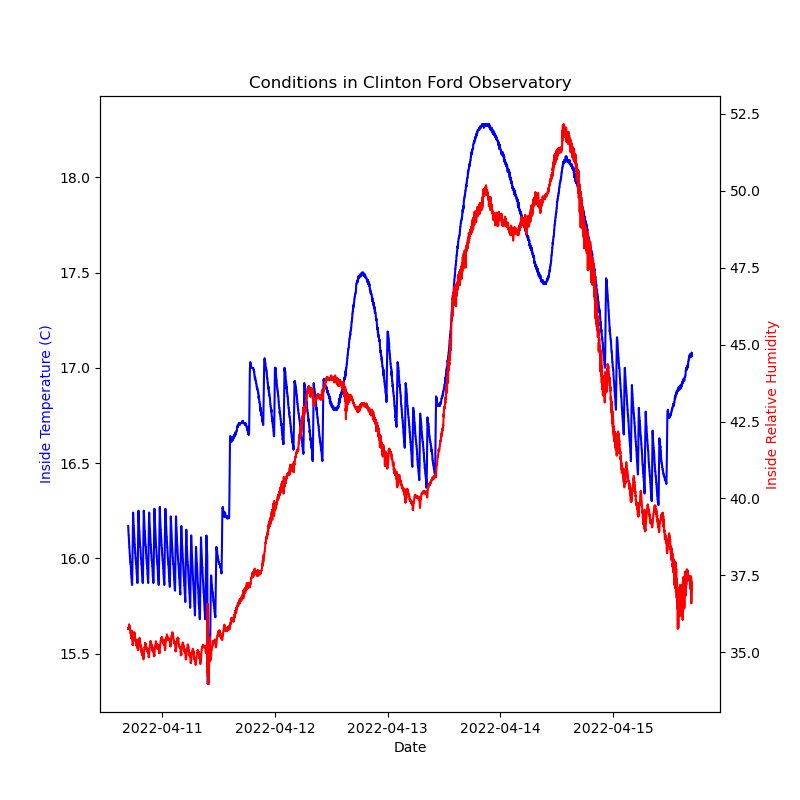 Conditions in Clinton Ford Observatory
18.0
17.5
17.0
16.5
16.0
15.5
Inside Temperature (C)
52.5
50.0
47.5
45.0
42.5
40.0
37.5
35.0
Inside Relative Humidity
2022-04-11 2022-04-12 2022-04-13 2022-04-14 2022-04-15
Date